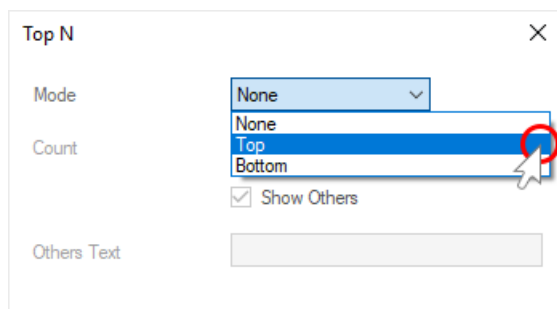 Top N
Mode
None
None
Top
Count
Bottom
Show Others
Others Text